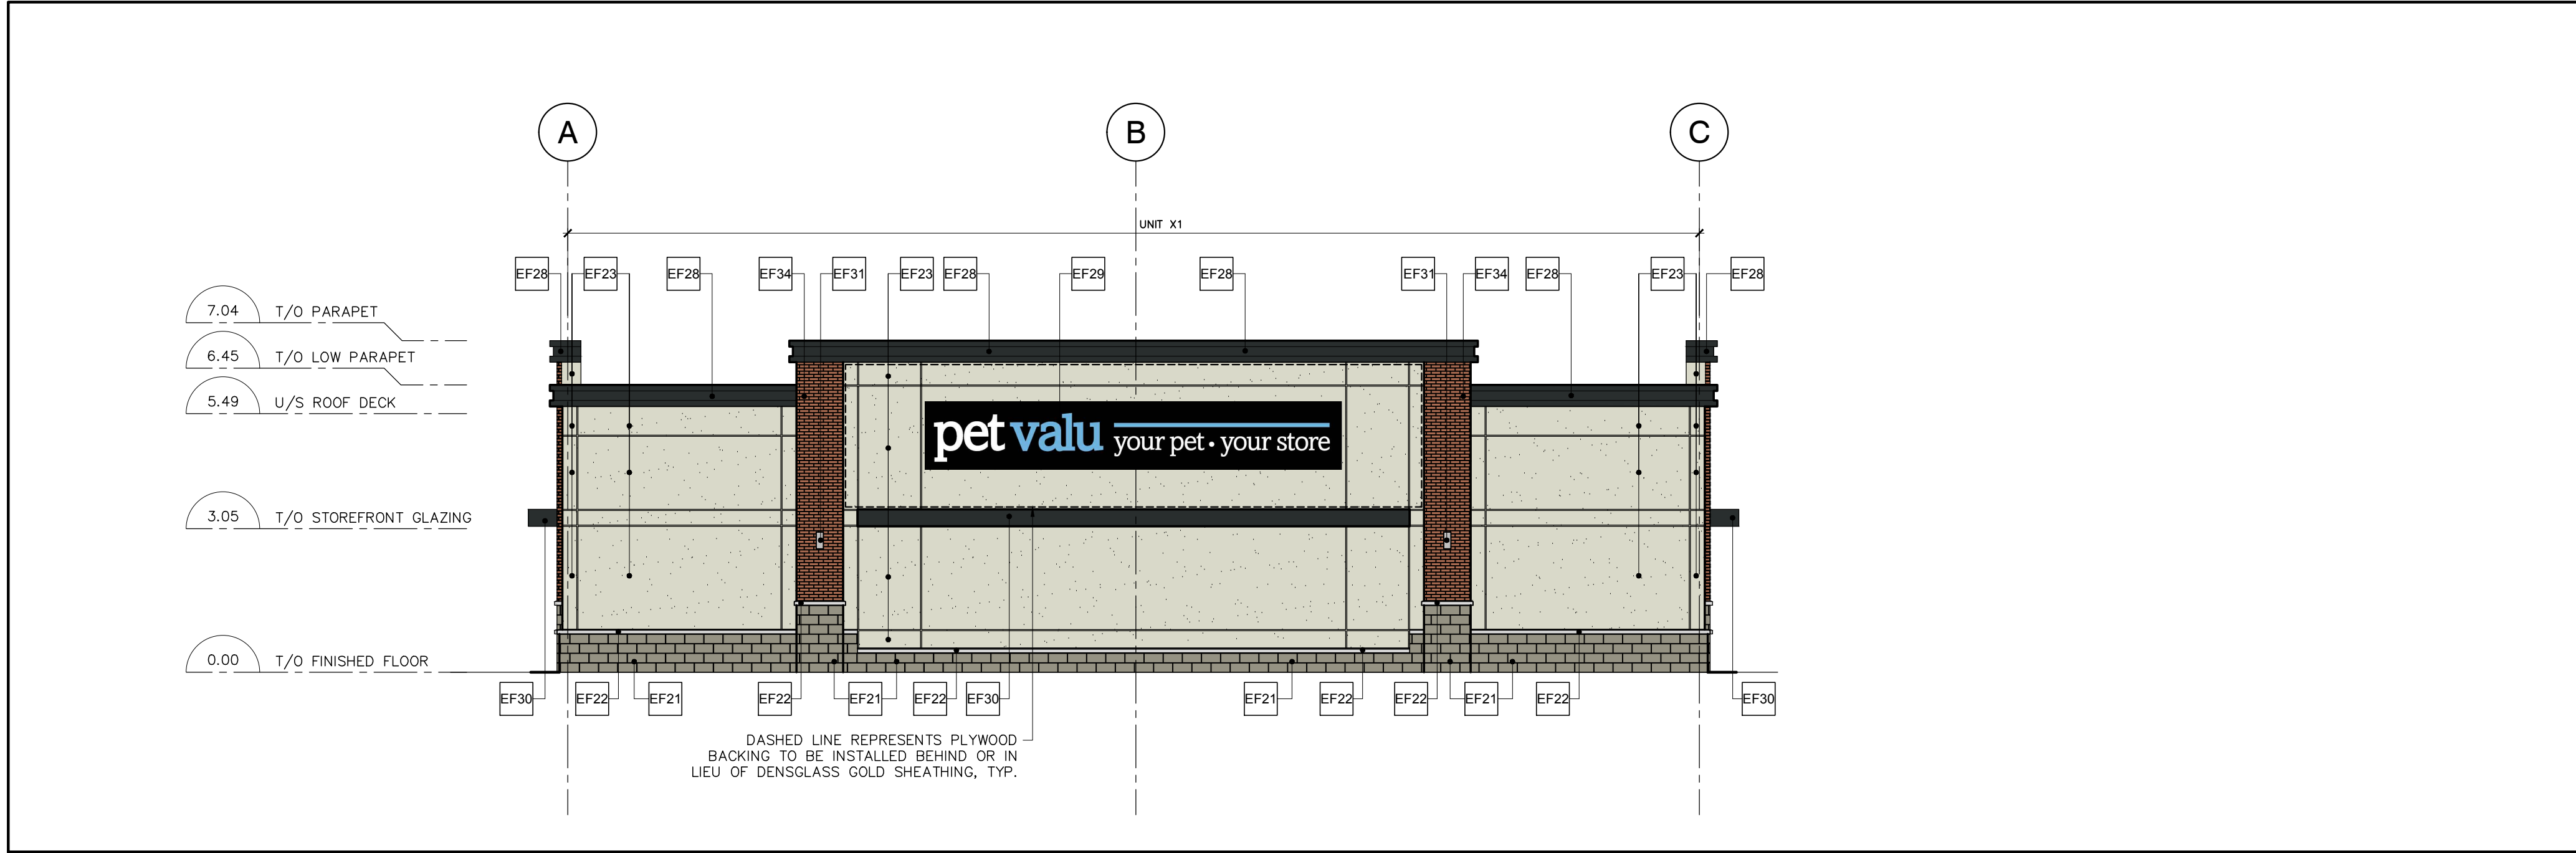 A
B
C
UNIT X1
EF28
EF23
EF28
EF34
EF31
EF23
EF28
EF29
EF28
EF31
EF34
EF28
EF23
EF28
7.04 T/O PARAPET
6.45 T/O LOW PARAPET
5.49 U/S ROOF DECK
pet valu your pet · your store
3.05 T/O STOREFRONT GLAZING
0.00 T/O FINISHED FLOOR
EF30
EF22
EF21
EF22
EF21
EF22
EF30
EF21
EF22
EF22
EF21
EF22
EF30
DASHED LINE REPRESENTS PLYWOOD
BACKING TO BE INSTALLED BEHIND OR IN
LIEU OF DENSGLASS GOLD SHEATHING, TYP.